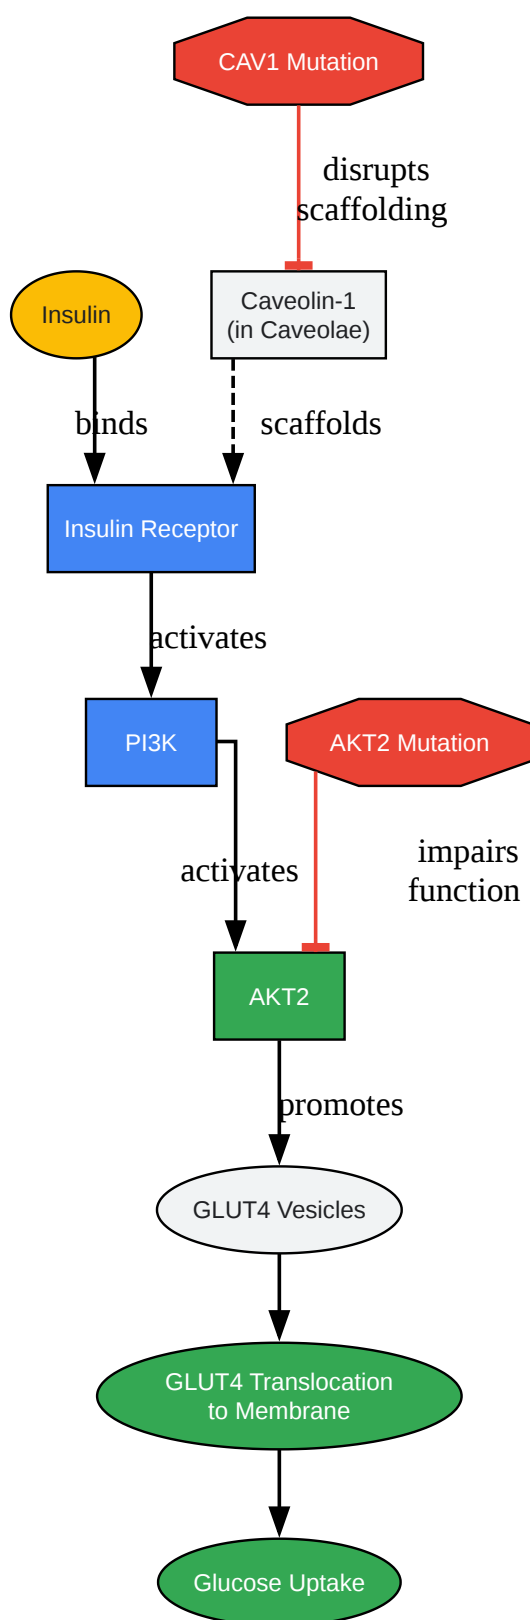 CAV1 Mutation
disrupts
scaffolding
Insulin
Caveolin-1
(in Caveolae)
binds
scaffolds
Insulin Receptor
activates
PI3K
AKT2 Mutation
impairs
function
activates
AKT2
promotes
GLUT4 Vesicles
GLUT4 Translocation
to Membrane
Glucose Uptake